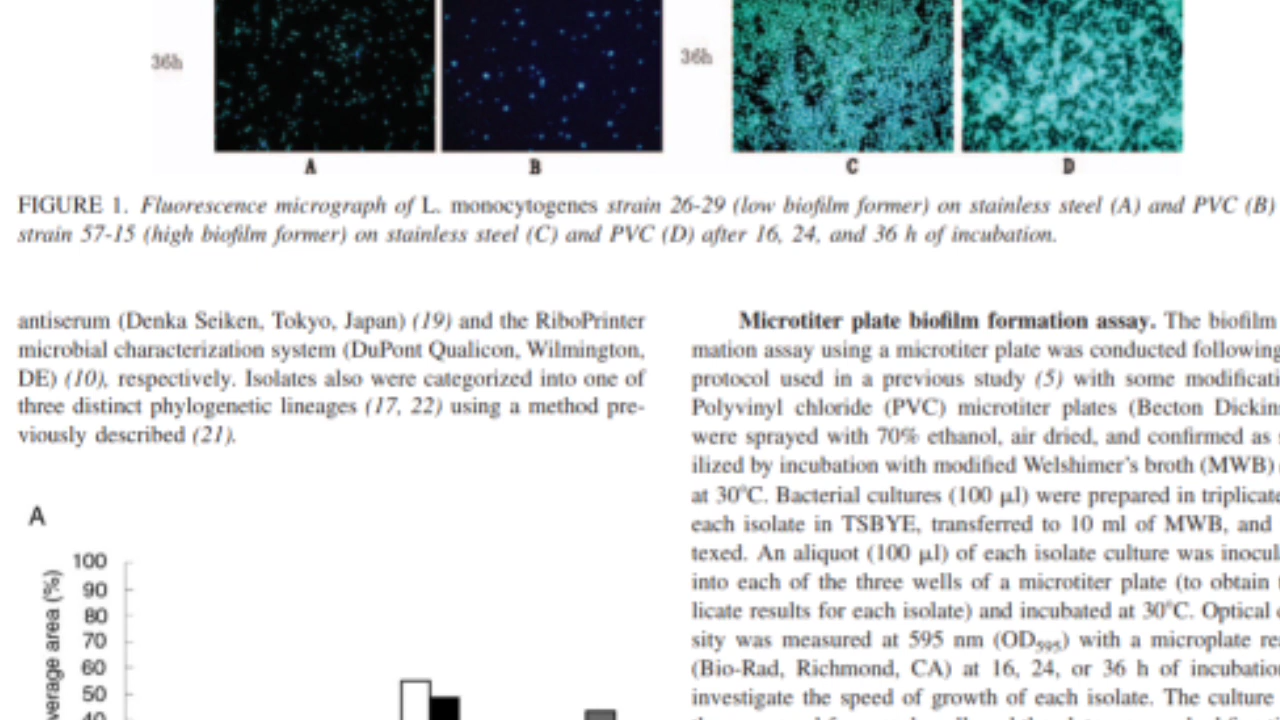 36h
36h
A B C D
FIGURE 1. Fluorescence micrograph of L. monocytogenes strain 26-29 (low biofilm former) on stainless steel (A) and PVC (B)
strain 57-15 (high biofilm former) on stainless steel (C) and PVC (D) after 16, 24, and 36 h of incubation.
antiserum (Denka Seiken, Tokyo, Japan) (19) and the RiboPrinter
microbial characterization system (DuPont Qualicon, Wilmington,
DE) (10), respectively. Isolates also were categorized into one of
three distinct phylogenetic lineages (17, 22) using a method pre-
viously described (21).
A
100
90
80
70
60
50
40
verage area (%)
Microtiter plate biofilm formation assay. The biofilm
mation assay using a microtiter plate was conducted following
protocol used in a previous study (5) with some modificati
Polyvinyl chloride (PVC) microtiter plates (Becton Dickin
were sprayed with 70% ethanol, air dried, and confirmed as
ilized by incubation with modified Welshimer's broth (MWB)
at 30°C. Bacterial cultures (100 μl) were prepared in triplicate
each isolate in TSBYE, transferred to 10 ml of MWB, and
texed. An aliquot (100 μl) of each isolate culture was inocul
into each of the three wells of a microtiter plate (to obtain
licate results for each isolate) and incubated at 30°C. Optical
sity was measured at 595 nm (OD₅₉₅) with a microplate re
(Bio-Rad, Richmond, CA) at 16, 24, or 36 h of incubation
investigate the speed of growth of each isolate. The culture